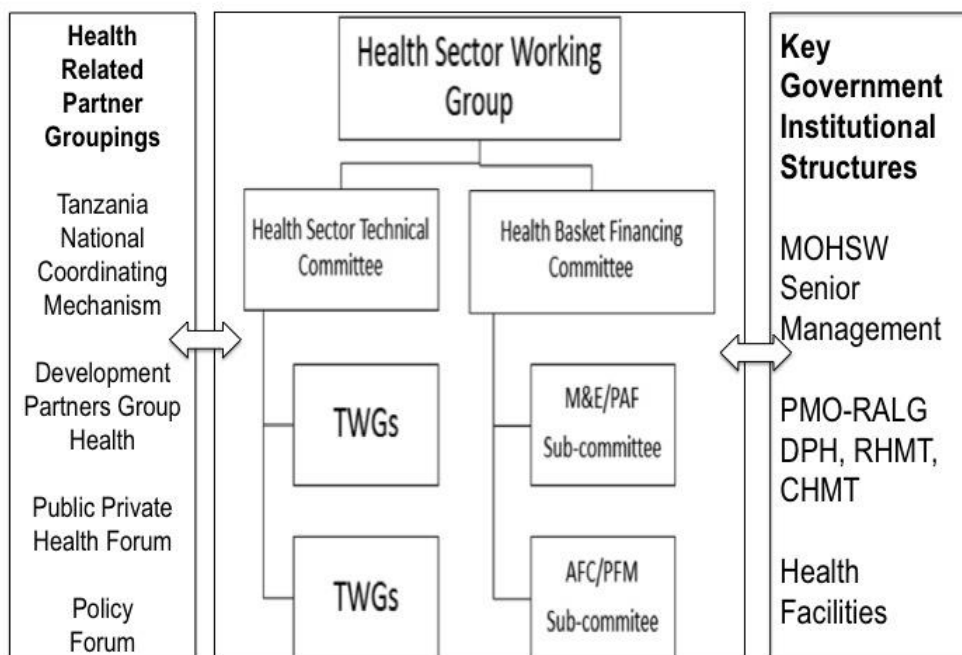 Health
Related
Partner
Groupings
Tanzania
National
Coordinating
Mechanism
Development
Partners Group
Health
Public Private
Health Forum
Policy
Forum
Health Sector Working
Group
Health Sector Technical
Committee
Health Basket Financing
Committee
TWGs
M&E/PAF
Sub-committee
TWGs
AFC/PFM
Sub-commitee
Key
Government
Institutional
Structures
MOHSW
Senior
Management
PMO-RALG
DPH, RHMT,
CHMT
Health
Facilities